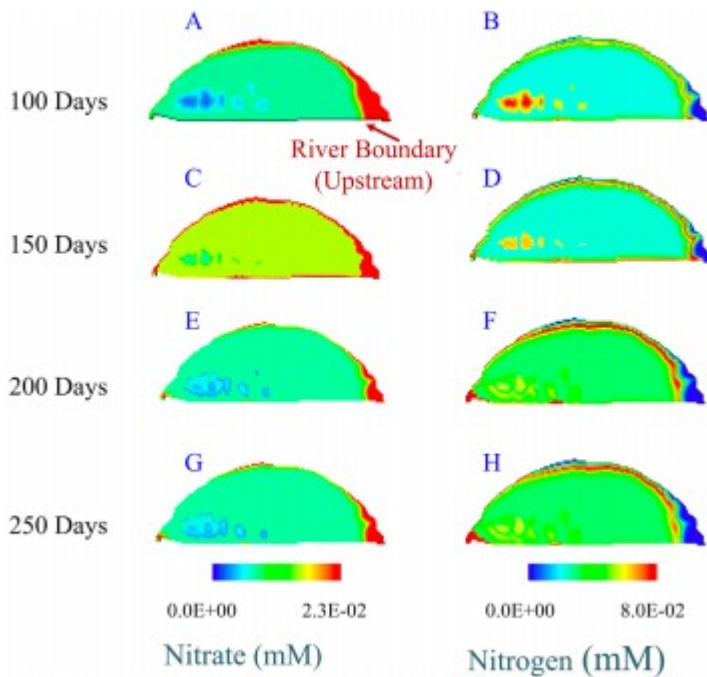 A
B
100 Days
River Boundary
(Upstream)
C
D
150 Days
E
F
200 Days
G
H
250 Days
0.0E+00 2.3E-02 0.0E+00 8.0E-02
Nitrate (mM) Nitrogen (mM)